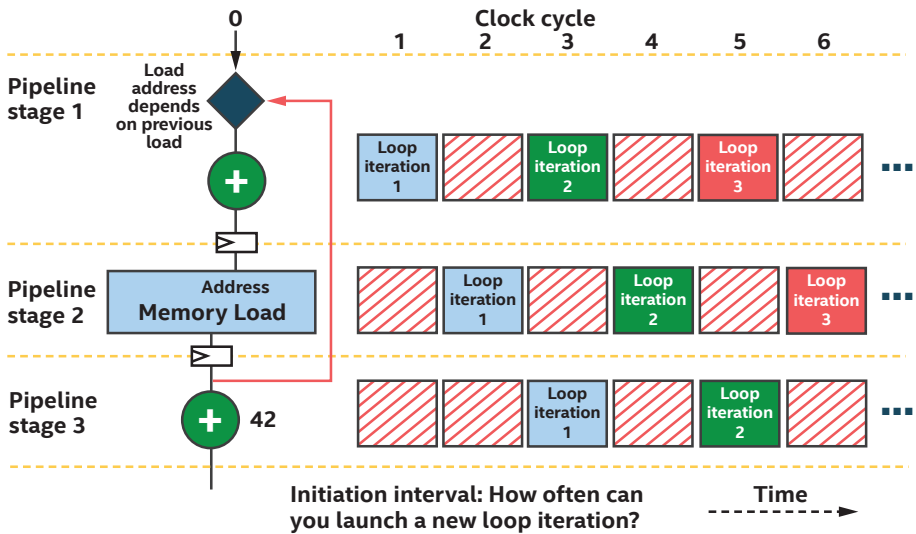 0
Clock cycle
1 2 3 4 5 6
Pipeline
stage 1
Load
address
depends
on previous
load
+
Loop
iteration
1
Loop
iteration
2
Loop
iteration
3
...
Pipeline
stage 2
Address
Memory Load
Loop
iteration
1
Loop
iteration
2
Loop
iteration
3
...
Pipeline
stage 3
+
42
Loop
iteration
1
Loop
iteration
2
...
Initiation interval: How often can
you launch a new loop iteration?
Time